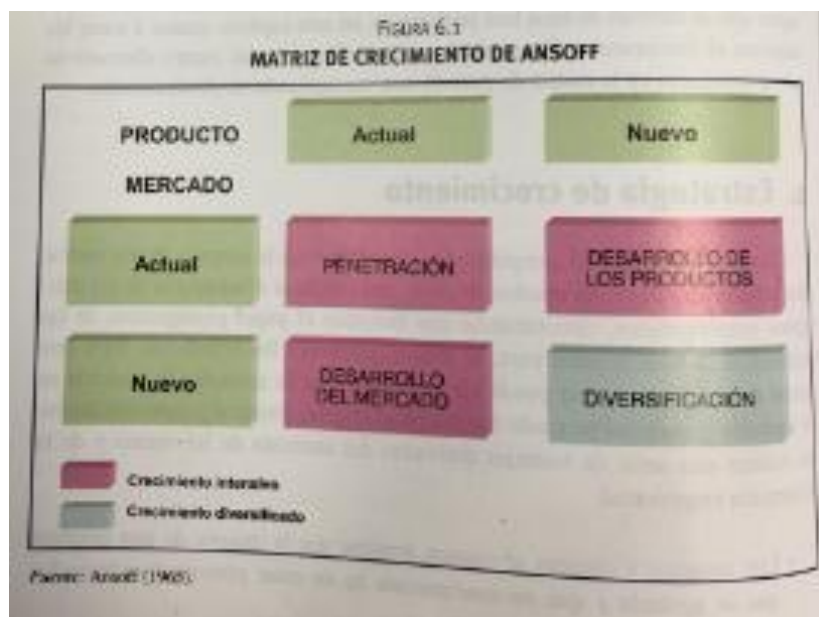 FIGURA 6.1
MATRIZ DE CRECIMIENTO DE ANSOFF
PRODUCTO Actual Nuevo
MERCADO
Actual PENETRACIÓN DESARROLLO DE
LOS PRODUCTOS
Nuevo DESARROLLO
DEL MERCADO DIVERSIFICACIÓN
Crecimiento
Crecimiento diversificado
Fuente: Ansoff (1965).